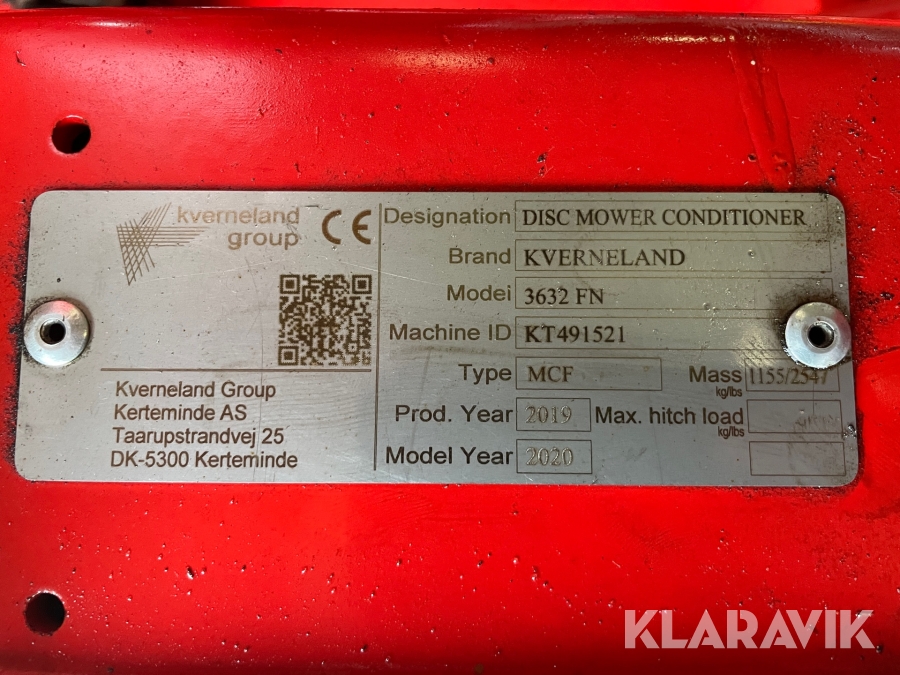 kverneland
group
CE
Kverneland Group
Kerteminde AS
Taarupstrandvej 25
DK-5300 Kerteminde
Designation DISC MOWER CONDITIONER
Brand KVERNELAND
Model 3632 FN
Machine ID KT491521
Type MCF Mass kg/lbs 1155/2547
Prod. Year 2019 Max. hitch load kg/lbs
Model Year 2020
KLARAVIK